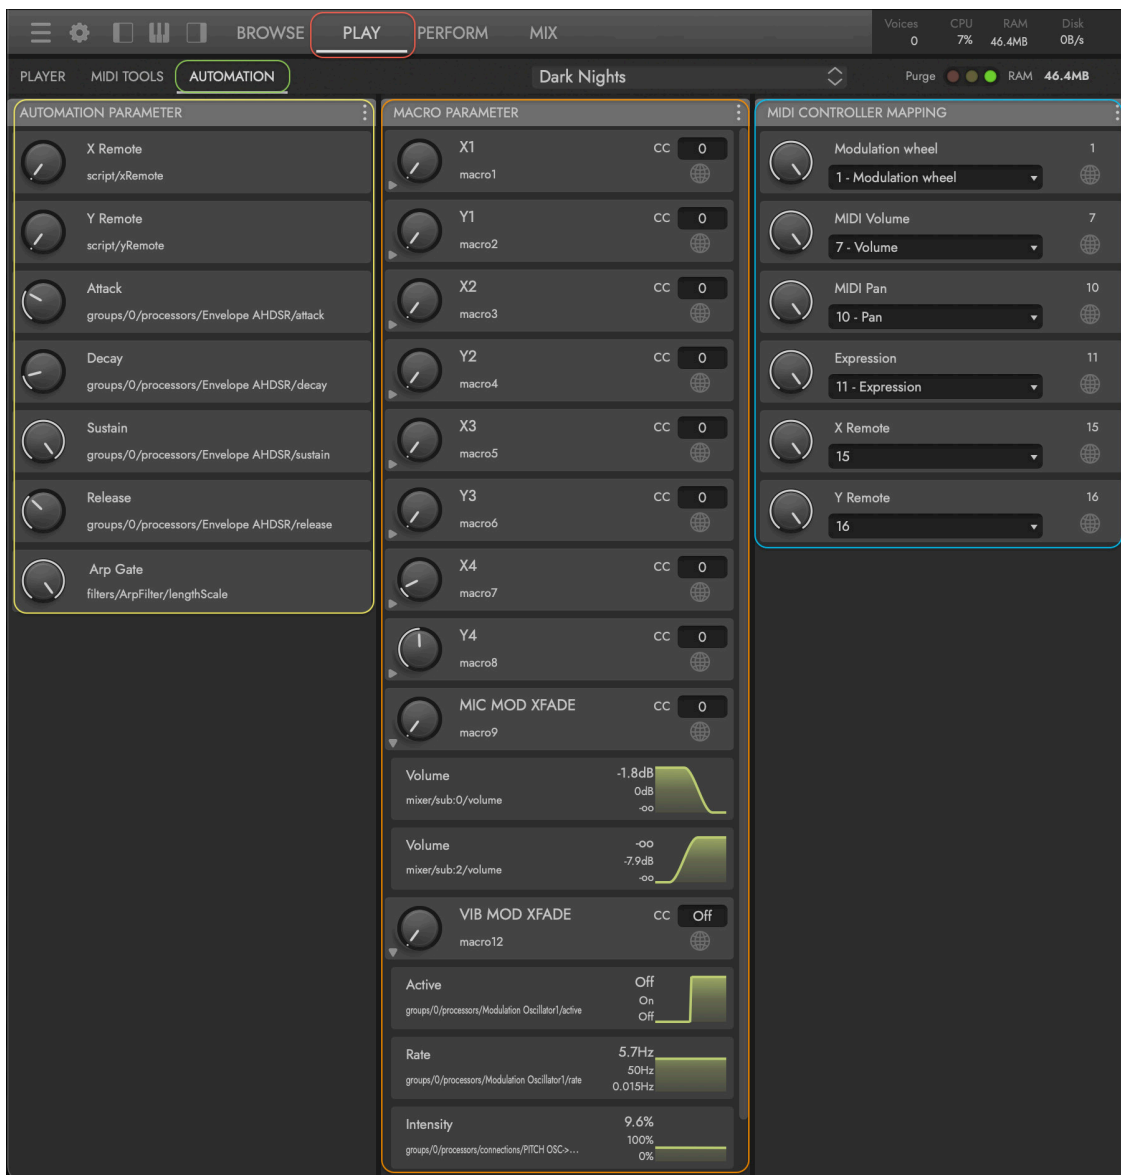 BROWSE PLAY PERFORM MIX
Voices CPU RAM Disk
0 7% 46.4MB 0B/s
PLAYER MIDI TOOLS AUTOMATION Dark Nights Purge RAM 46.4MB
AUTOMATION PARAMETER
X Remote
script/xRemote
Y Remote
script/yRemote
Attack
groups/0/processors/Envelope AHDSR/attack
Decay
groups/0/processors/Envelope AHDSR/decay
Sustain
groups/0/processors/Envelope AHDSR/sustain
Release
groups/0/processors/Envelope AHDSR/release
Arp Gate
filters/ArpFilter/lengthScale
MACRO PARAMETER
X1 CC 0
macro1
Y1 CC 0
macro2
X2 CC 0
macro3
Y2 CC 0
macro4
X3 CC 0
macro5
Y3 CC 0
macro6
X4 CC 0
macro7
Y4 CC 0
macro8
MIC MOD XFADE CC 0
macro9
Volume -1.8dB
0dB
mixer/sub:0/volume
-oo
Volume -oo
-7.9dB
mixer/sub:2/volume
-oo
VIB MOD XFADE CC Off
macro12
Active Off
On
groups/0/processors/Modulation Oscillator1/active
Off
Rate 5.7Hz
50Hz
groups/0/processors/Modulation Oscillator1/rate
0.015Hz
Intensity 9.6%
100%
groups/0/processors/connections/PITCH OSC->...
0%
MIDI CONTROLLER MAPPING
Modulation wheel 1
1 - Modulation wheel
MIDI Volume 7
7 - Volume
MIDI Pan 10
10 - Pan
Expression 11
11 - Expression
X Remote 15
15
Y Remote 16
16